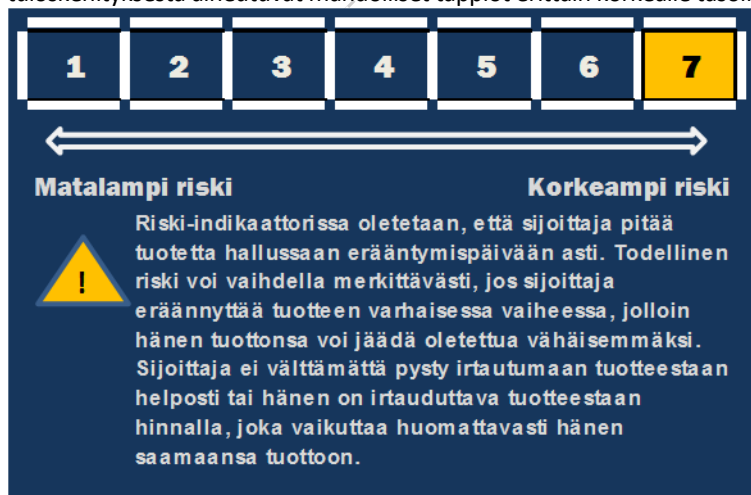 1 2 3 4 5 6 7
Matalampi riski Korkeampi riski
Riski-indikaattorissa oletetaan, että sijoittaja pitää
tuotetta hallussaan erääntymispäivään asti. Todellinen
! riski voi vaihdella merkittävästi, jos sijoittaja
eräännyttää tuotteen varhaisessa vaiheessa, jolloin
hänen tuottonsa voi jäädä oletettua vähäisemmäksi.
Sijoittaja ei välttämättä pysty irtautumaan tuotteestaan
helposti tai hänen on irtauduttava tuotteestaan
hinnalla, joka vaikuttaa huomattavasti hänen
saamaansa tuottoon.